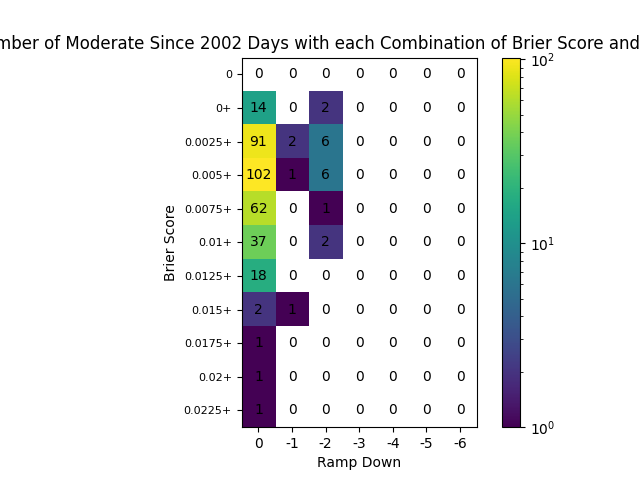 mber of Moderate Since 2002 Days with each Combination of Brier Score and
0 0 0 0 0 0 0 0
0+ 14 0 2 0 0 0 0
0.0025+ 91 2 6 0 0 0 0
0.005+ 102 1 6 0 0 0 0
0.0075+ 62 0 1 0 0 0 0
0.01+ 37 0 2 0 0 0 0
0.0125+ 18 0 0 0 0 0 0
0.015+ 2 1 0 0 0 0 0
0.0175+ 1 0 0 0 0 0 0
0.02+ 1 0 0 0 0 0 0
0.0225+ 1 0 0 0 0 0 0
0 -1 -2 -3 -4 -5 -6
Ramp Down
Brier Score
10²
10¹
10⁰